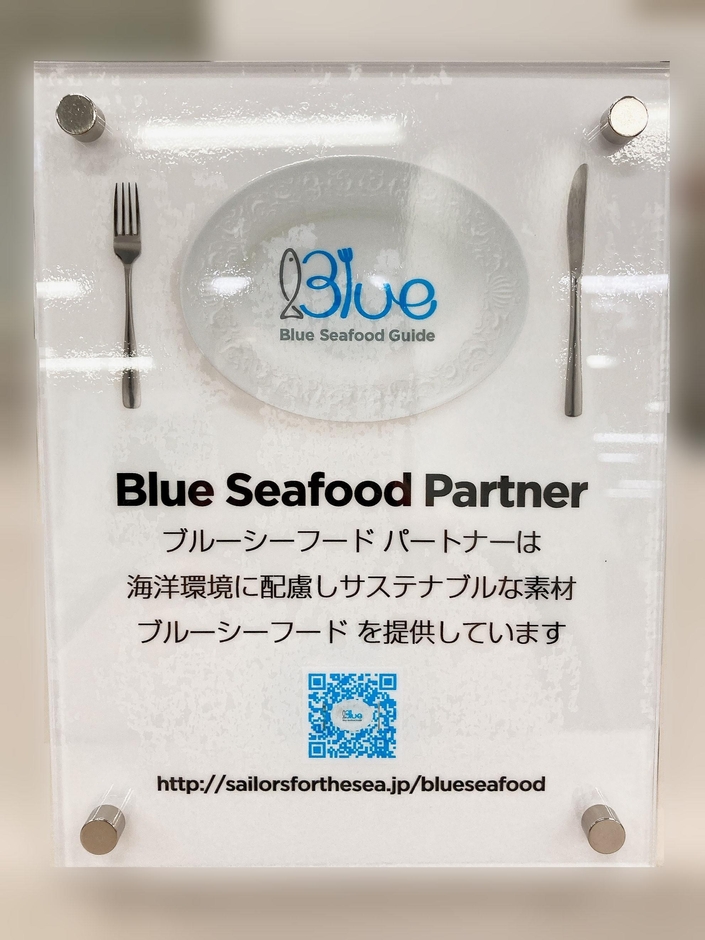 Blue
Blue Seafood Guide
Blue Seafood Partner
ブルーシーフード パートナーは
海洋環境に配慮しサステナブルな素材
ブルーシーフード を提供しています
Blue
http://sailorsforthesea.jp/blueseafood